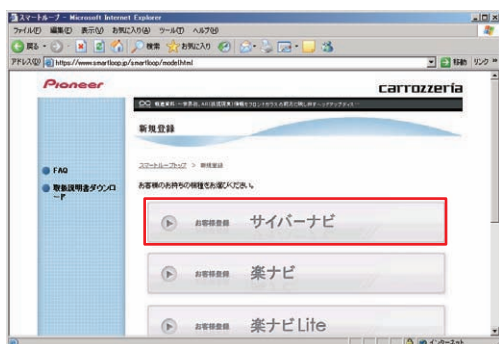 スマートループ - Microsoft Internet Explorer
ファイル(F) 編集(E) 表示(V) お気に入り(A) ツール(T) ヘルプ(H)
戻る 検索 お気に入り
アドレス(D) https://www.smartloop.jp/smartloop/model.html 移動 リンク
Pioneer carrozzeria
新規登録
スマートループトップ > 新規登録
FAQ
取扱説明書ダウンロード
お客様のお持ちの機種をお選びください。
お客様登録 サイバーナビ
お客様登録 楽ナビ
お客様登録 楽ナビLite
インターネット